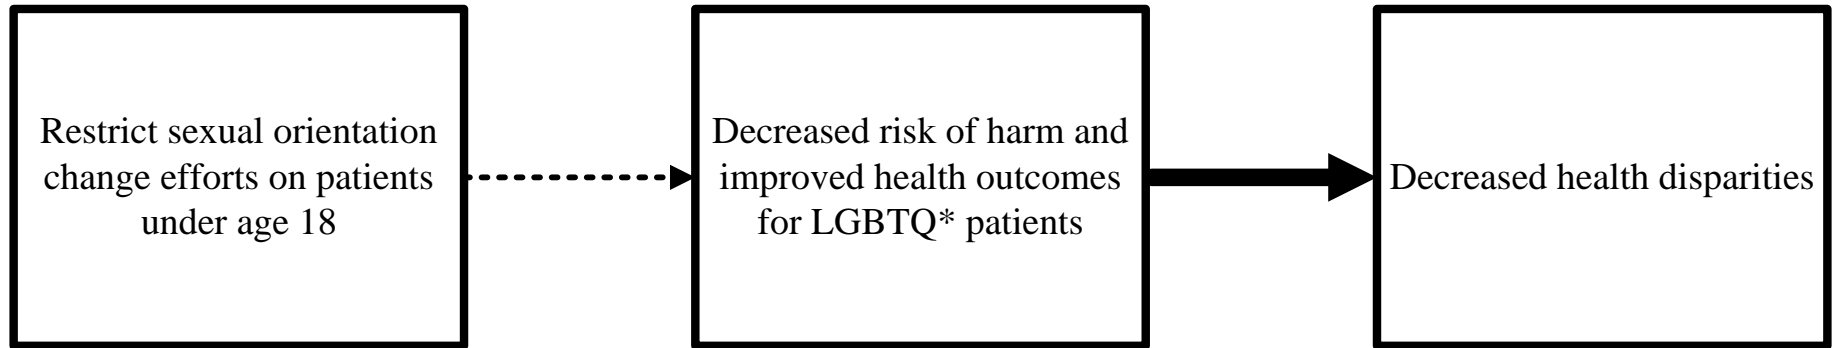 Restrict sexual orientation
change efforts on patients
under age 18
Decreased risk of harm and
improved health outcomes
for LGBTQ* patients
Decreased health disparities